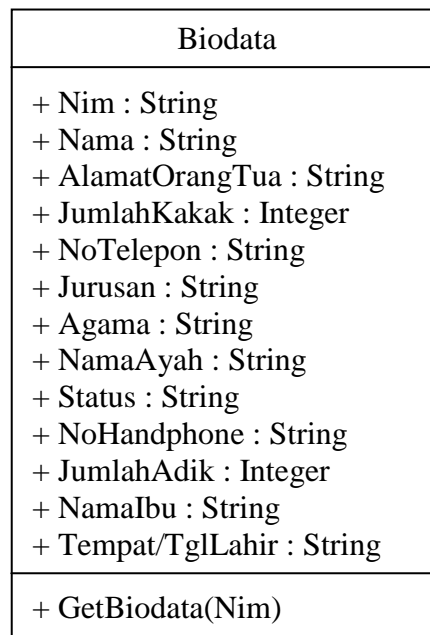 Biodata
+ Nim : String
+ Nama : String
+ AlamatOrangTua : String
+ JumlahKakak : Integer
+ NoTelepon : String
+ Jurusan : String
+ Agama : String
+ NamaAyah : String
+ Status : String
+ NoHandphone : String
+ JumlahAdik : Integer
+ NamaIbu : String
+ Tempat/TglLahir : String
+ GetBiodata(Nim)